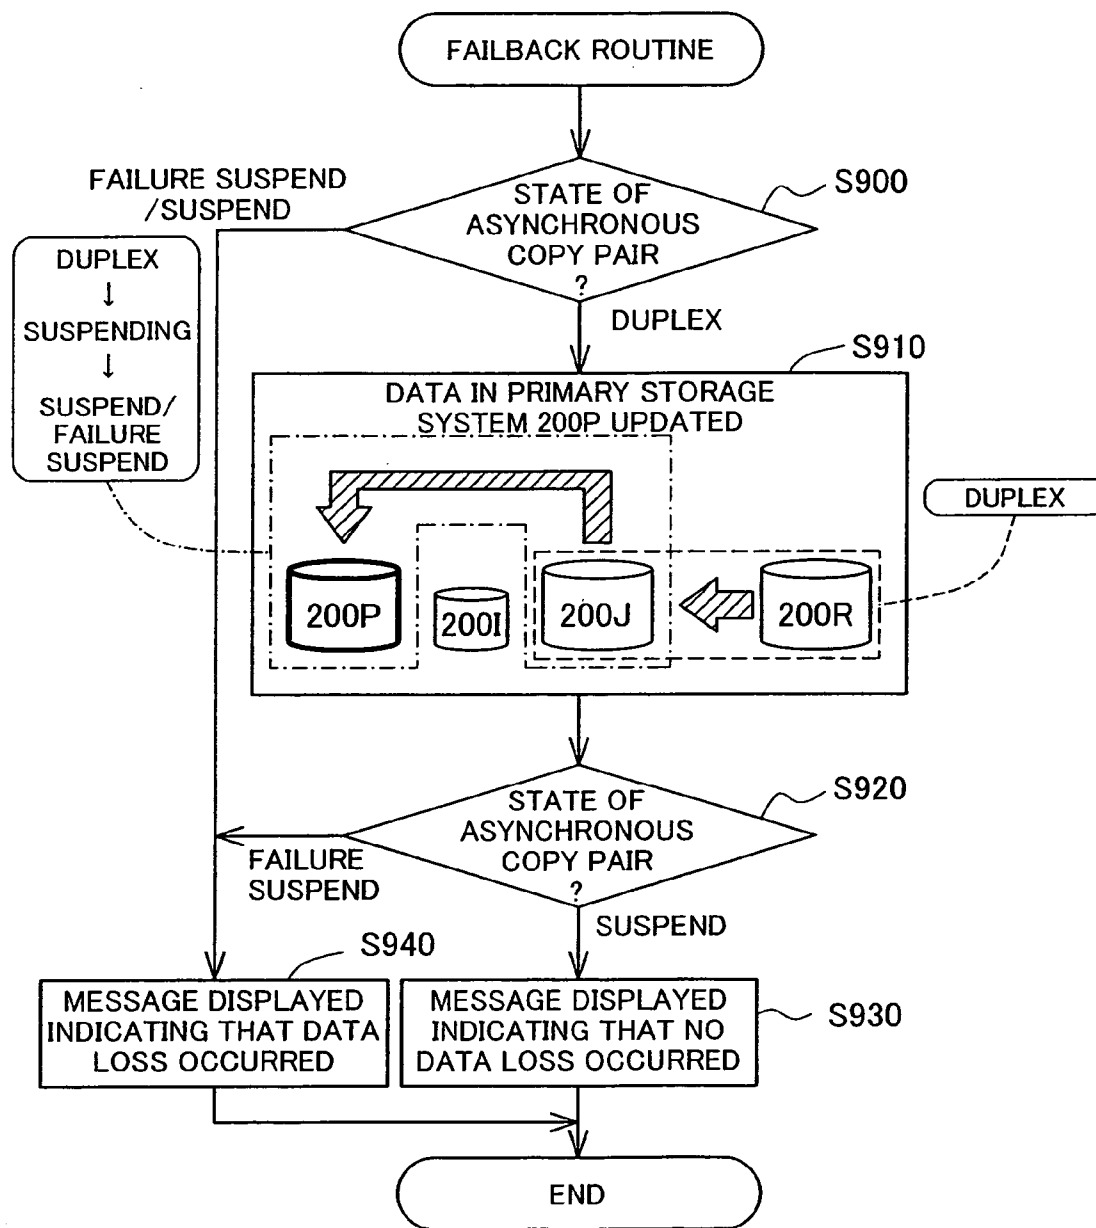 FAILBACK ROUTINE
FAILURE SUSPEND
/SUSPEND
STATE OF
ASYNCHRONOUS
COPY PAIR
?
S900
DUPLEX
↓
SUSPENDING
↓
SUSPEND/
FAILURE
SUSPEND
DUPLEX
S910
DATA IN PRIMARY STORAGE
SYSTEM 200P UPDATED
DUPLEX
200P
200I
200J
200R
STATE OF
ASYNCHRONOUS
COPY PAIR
?
S920
FAILURE
SUSPEND
SUSPEND
S940
MESSAGE DISPLAYED
INDICATING THAT DATA
LOSS OCCURRED
MESSAGE DISPLAYED
INDICATING THAT NO
DATA LOSS OCCURRED
S930
END